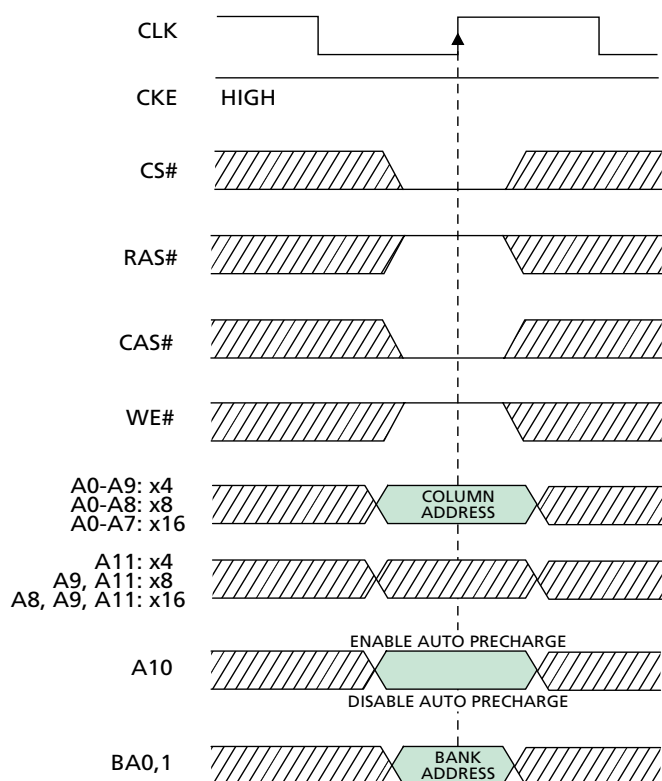 CLK
CKE HIGH
CS#
RAS#
CAS#
WE#
A0-A9: x4
A0-A8: x8
A0-A7: x16
COLUMN
ADDRESS
A11: x4
A9, A11: x8
A8, A9, A11: x16
ENABLE AUTO PRECHARGE
A10
DISABLE AUTO PRECHARGE
BA0,1
BANK
ADDRESS